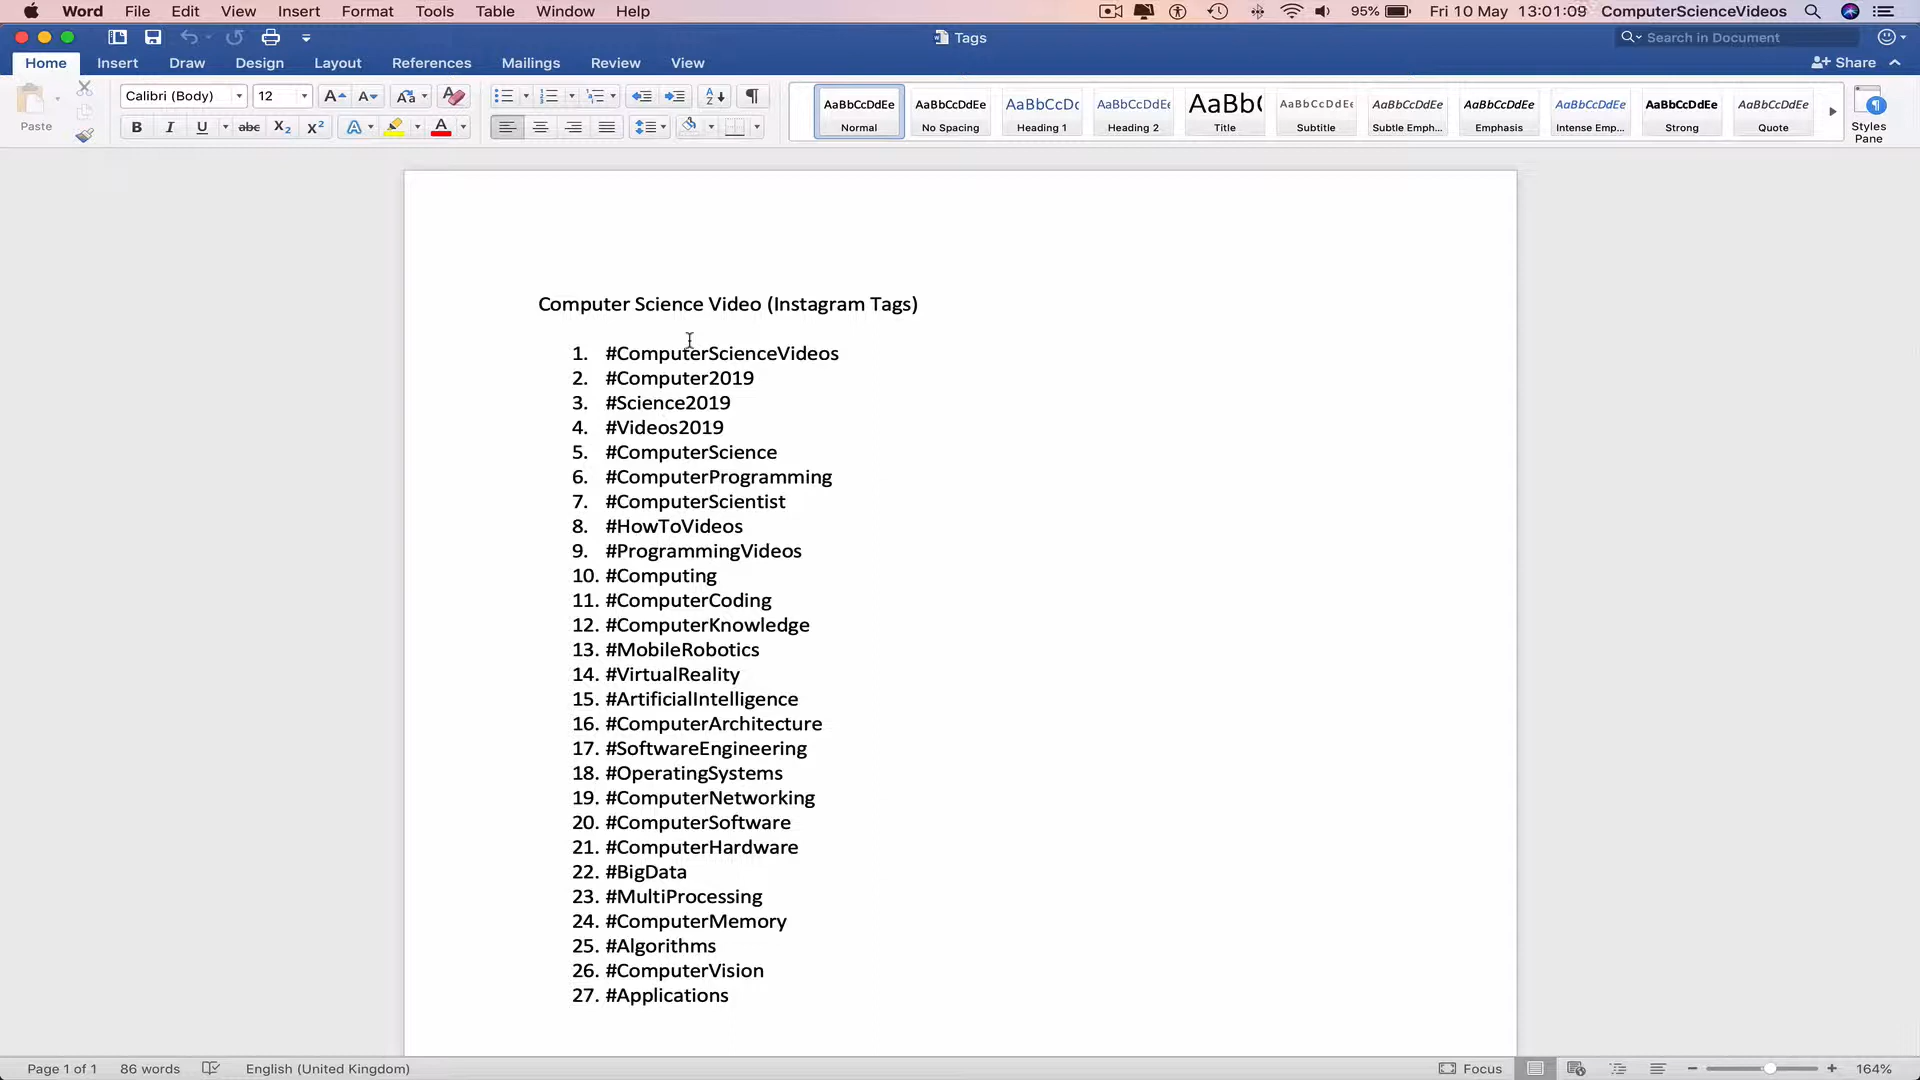 Word File Edit View Insert Format Tools Table Window Help 95% Fri 10 May 13:01:09 ComputerScienceVideos
Tags Search in Document
Home Insert Draw Design Layout References Mailings Review View Share
Calibri (Body) 12
AaBbCcDdEe AaBbCcDdEe AaBbCcDc AaBbCcDdEe AaBb( AaBbCcDdEe AaBbCcDdEe AaBbCcDdEe AaBbCcDdEe AaBbCcDdEe AaBbCcDdEe
Paste Normal No Spacing Heading 1 Heading 2 Title Subtitle Subtle Emph... Emphasis Intense Emp... Strong Quote Styles
Pane
Computer Science Video (Instagram Tags)
1. #ComputerScienceVideos
2. #Computer2019
3. #Science2019
4. #Videos2019
5. #ComputerScience
6. #ComputerProgramming
7. #ComputerScientist
8. #HowToVideos
9. #ProgrammingVideos
10. #Computing
11. #ComputerCoding
12. #ComputerKnowledge
13. #MobileRobotics
14. #VirtualReality
15. #ArtificialIntelligence
16. #ComputerArchitecture
17. #SoftwareEngineering
18. #OperatingSystems
19. #ComputerNetworking
20. #ComputerSoftware
21. #ComputerHardware
22. #BigData
23. #MultiProcessing
24. #ComputerMemory
25. #Algorithms
26. #ComputerVision
27. #Applications
Page 1 of 1 86 words English (United Kingdom) Focus 164%